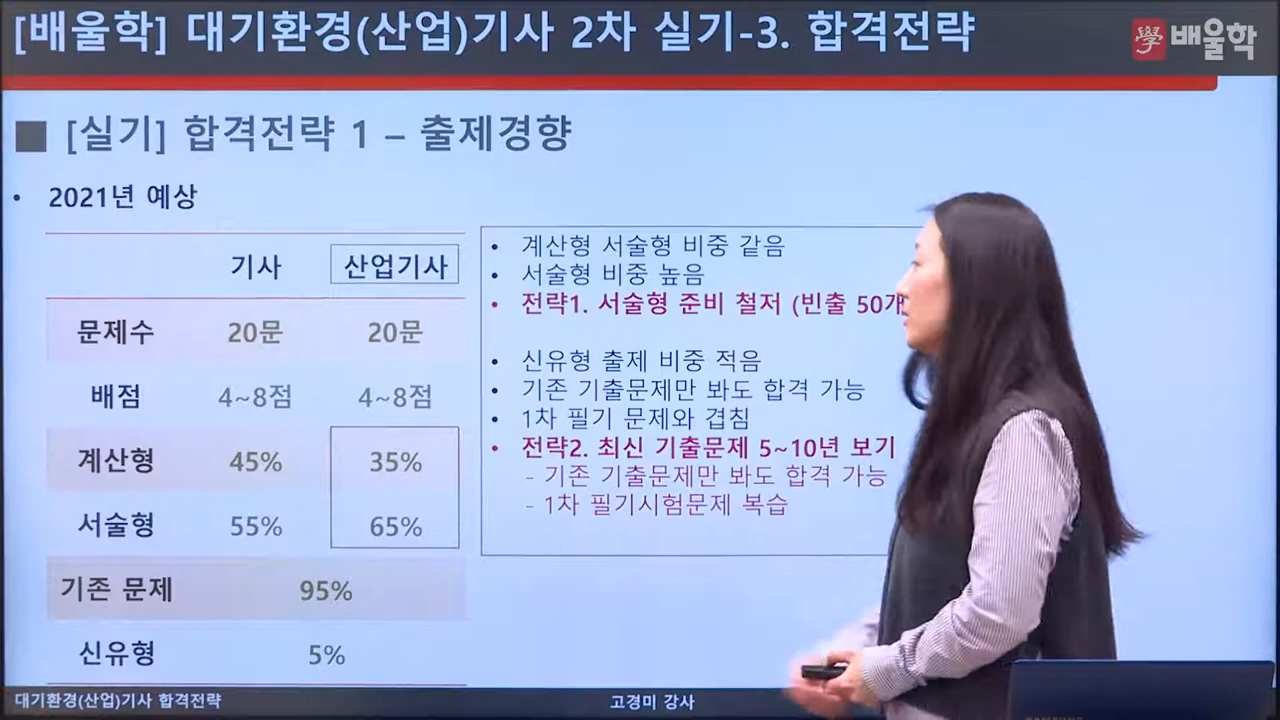 [배울학] 대기환경(산업)기사 2차 실기-3. 합격전략
學 배울학
■ [실기] 합격전략 1 – 출제경향
• 2021년 예상
기사 산업기사
문제수 20문 20문
배점 4~8점 4~8점
계산형 45% 35%
서술형 55% 65%
기존 문제 95%
신유형 5%
• 계산형 서술형 비중 같음
• 서술형 비중 높음
• 전략1. 서술형 준비 철저 (빈출 50개
• 신유형 출제 비중 적음
• 기존 기출문제만 봐도 합격 가능
• 1차 필기 문제와 겹침
• 전략2. 최신 기출문제 5~10년 보기
- 기존 기출문제만 봐도 합격 가능
- 1차 필기시험문제 복습
대기환경(산업)기사 합격전략
고경미 강사